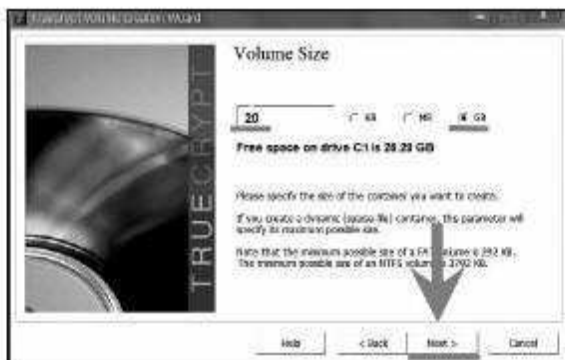 TrueCrypt Volume Creation Wizard
TRUECRYPT
Volume Size
20 KB MB GB
Free space on drive C:\ is 20.20 GB
Please specify the size of the container you want to create.
If you create a dynamic (sparse-file) container, this parameter will
specify its maximum possible size.
Note that the minimum possible size of a FAT volume is 292 KB.
The minimum possible size of an NTFS volume is 3792 KB.
Help < Back Next > Cancel